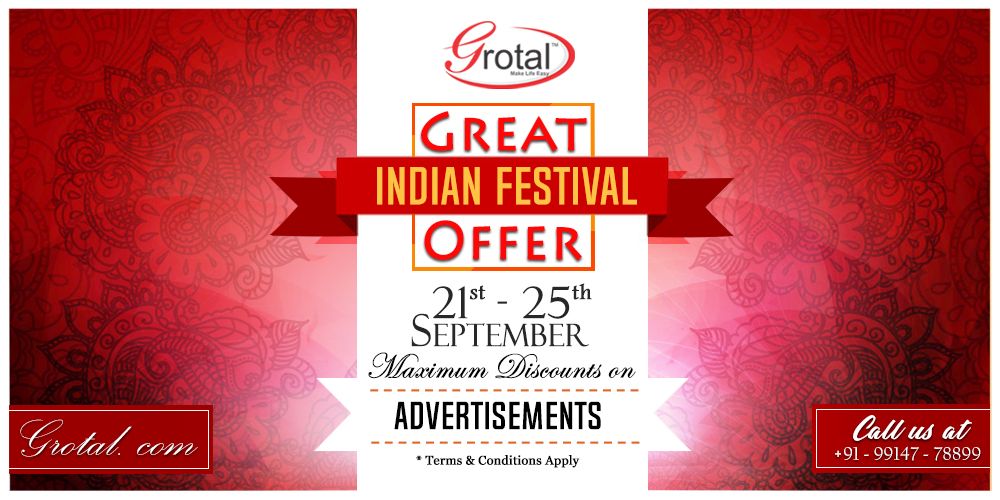 Grotal™
Make Life Easy
GREAT
INDIAN FESTIVAL
OFFER
21st - 25th
SEPTEMBER
Maximum Discounts on
ADVERTISEMENTS
* Terms & Conditions Apply
Grotal. com
Call us at
+91 - 99147 - 78899